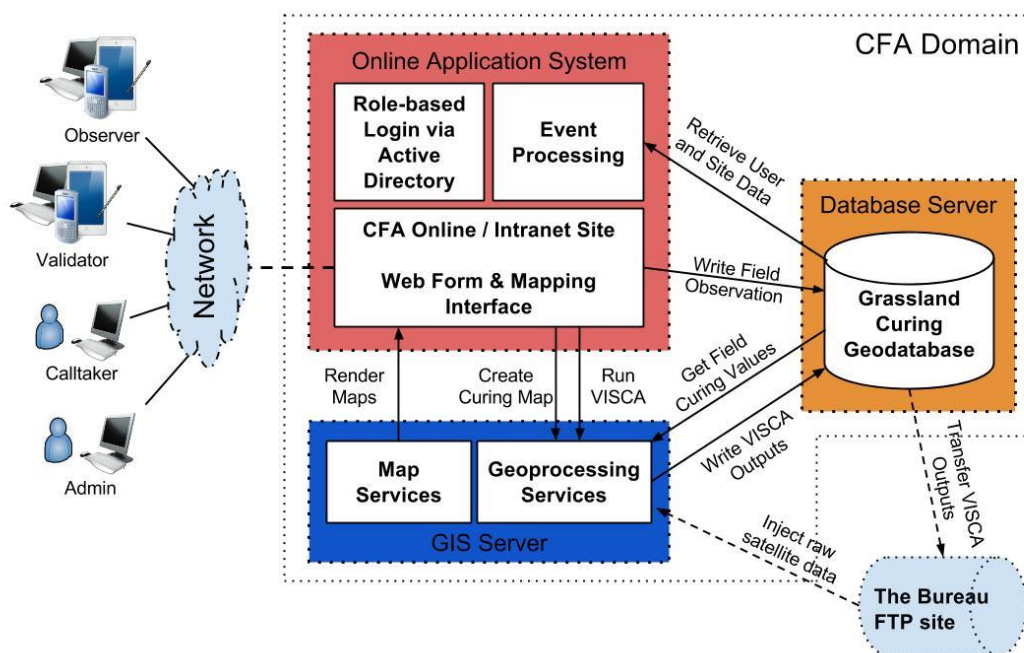 CFA Domain
Online Application System
Role-based
Login via
Active
Directory
Event
Processing
CFA Online / Intranet Site
Web Form & Mapping
Interface
Observer
Validator
Calltaker
Admin
Network
Retrieve User
and Site Data
Write Field
Observation
Database Server
Grassland
Curing
Geodatabase
Render
Maps
Create
Curing Map
Run
VISCA
Get Field
Curing Values
Write VISCA
Outputs
Map
Services
Geoprocessing
Services
GIS Server
Inject raw
satellite data
Transfer VISCA
Outputs
The Bureau
FTP site